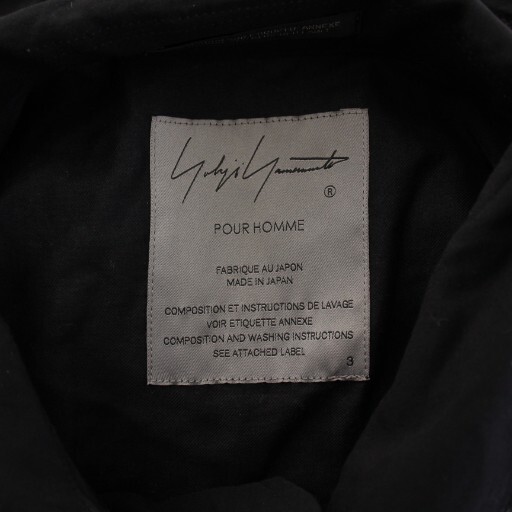 Yohji Yamamoto
®
POUR HOMME
FABRIQUE AU JAPON
MADE IN JAPAN
COMPOSITION ET INSTRUCTIONS DE LAVAGE
VOIR ETIQUETTE ANNEXE
COMPOSITION AND WASHING INSTRUCTIONS
SEE ATTACHED LABEL
3